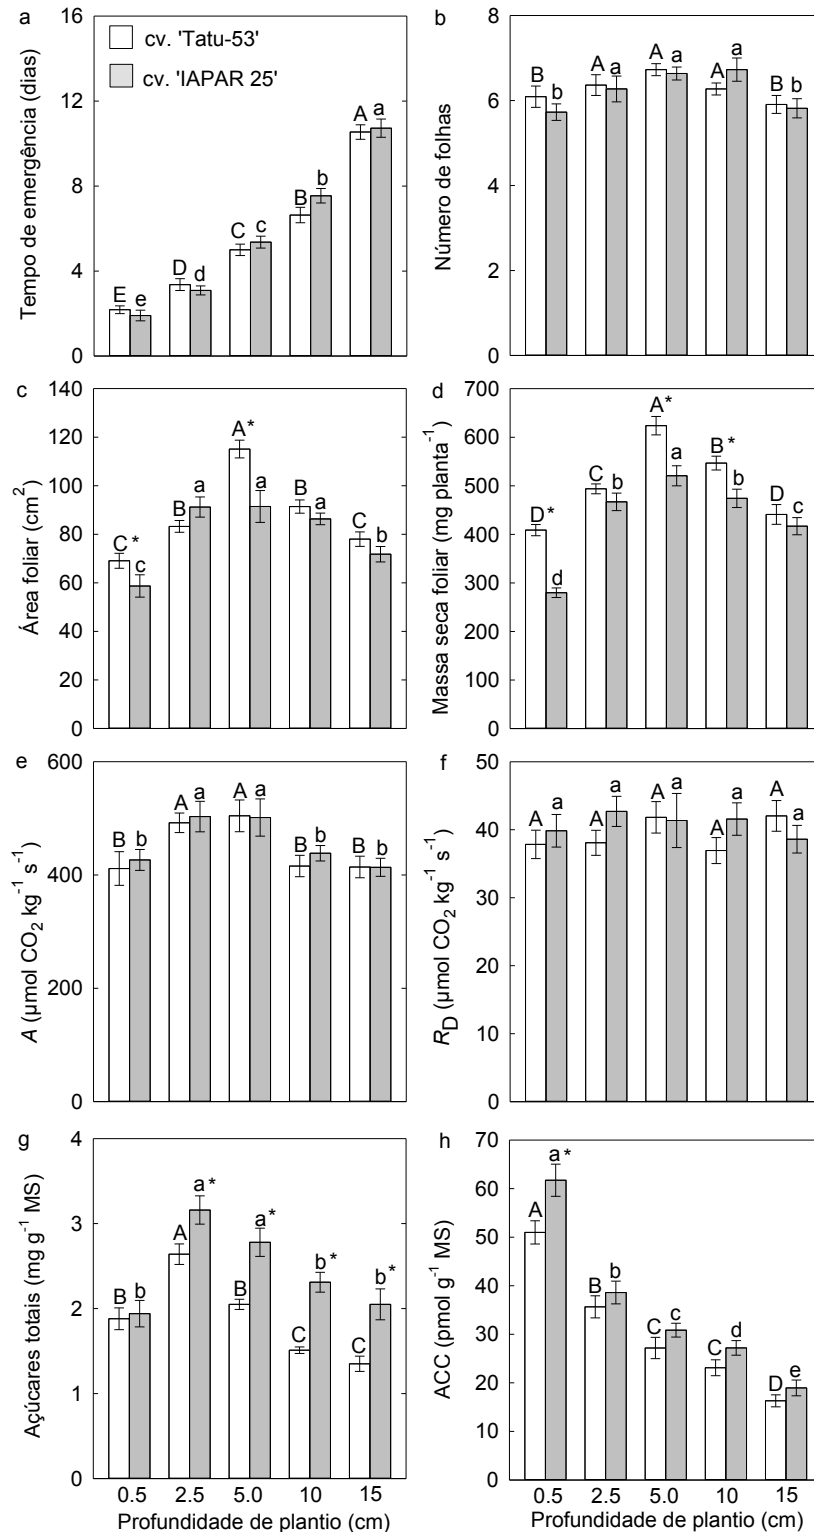 a
Tempo de emergência (dias)
16
12
8
4
0
cv. 'Tatu-53'
cv. 'IAPAR 25'
E e D d C c B b A a
b
Número de folhas
8
6
4
2
0
B b A a A a A a B b
c
Área foliar (cm²)
140
120
100
80
60
40
20
0
C * c B a A * a B a C b
d
Massa seca foliar (mg planta⁻¹)
700
600
500
400
300
200
100
0
D * d C b A * a B * b D c
e
A (µmol CO₂ kg⁻¹ s⁻¹)
600
400
200
0
B b A a A a B b B b
f
R_D (µmol CO₂ kg⁻¹ s⁻¹)
50
40
30
20
10
0
A a A a A a A a A a
g
Açúcares totais (mg g⁻¹ MS)
4
3
2
1
0
B b A a* B a* C b* C b*
0.5 2.5 5.0 10 15
Profundidade de plantio (cm)
h
ACC (pmol g⁻¹ MS)
70
60
50
40
30
20
10
0
A a* B b C c C d D e
0.5 2.5 5.0 10 15
Profundidade de plantio (cm)